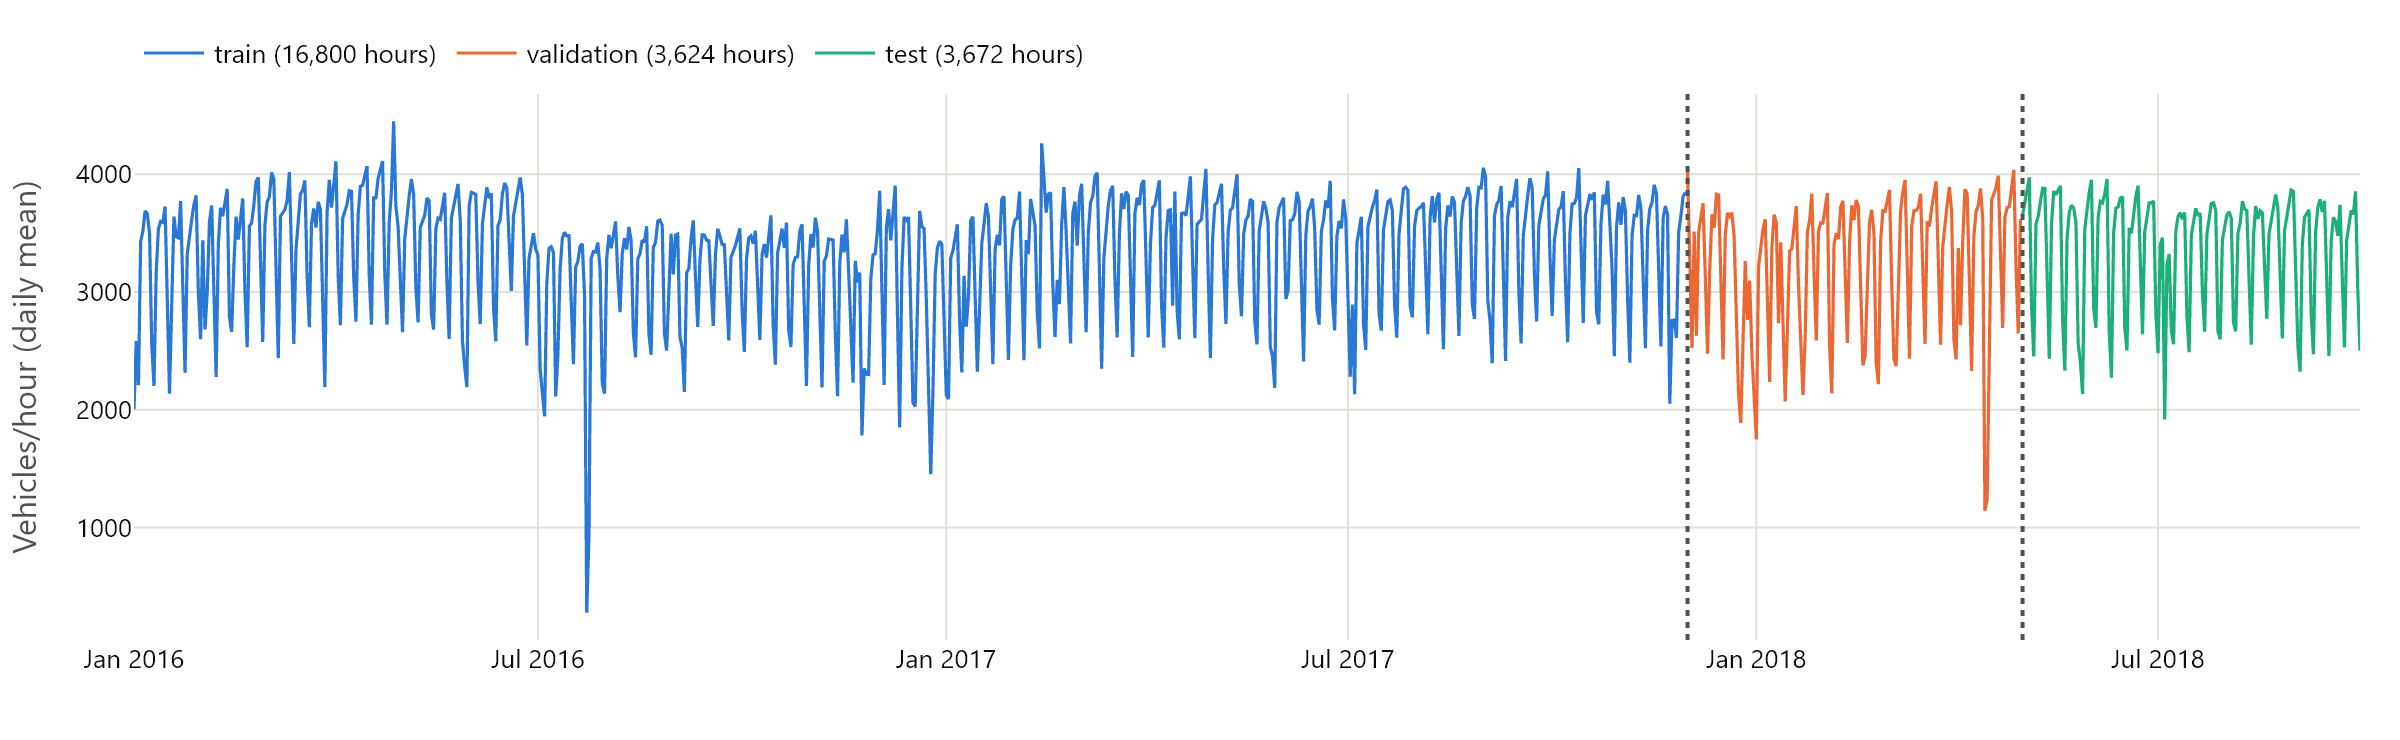 train (16,800 hours) validation (3,624 hours) test (3,672 hours)
Vehicles/hour (daily mean)
4000
3000
2000
1000
Jan 2016 Jul 2016 Jan 2017 Jul 2017 Jan 2018 Jul 2018